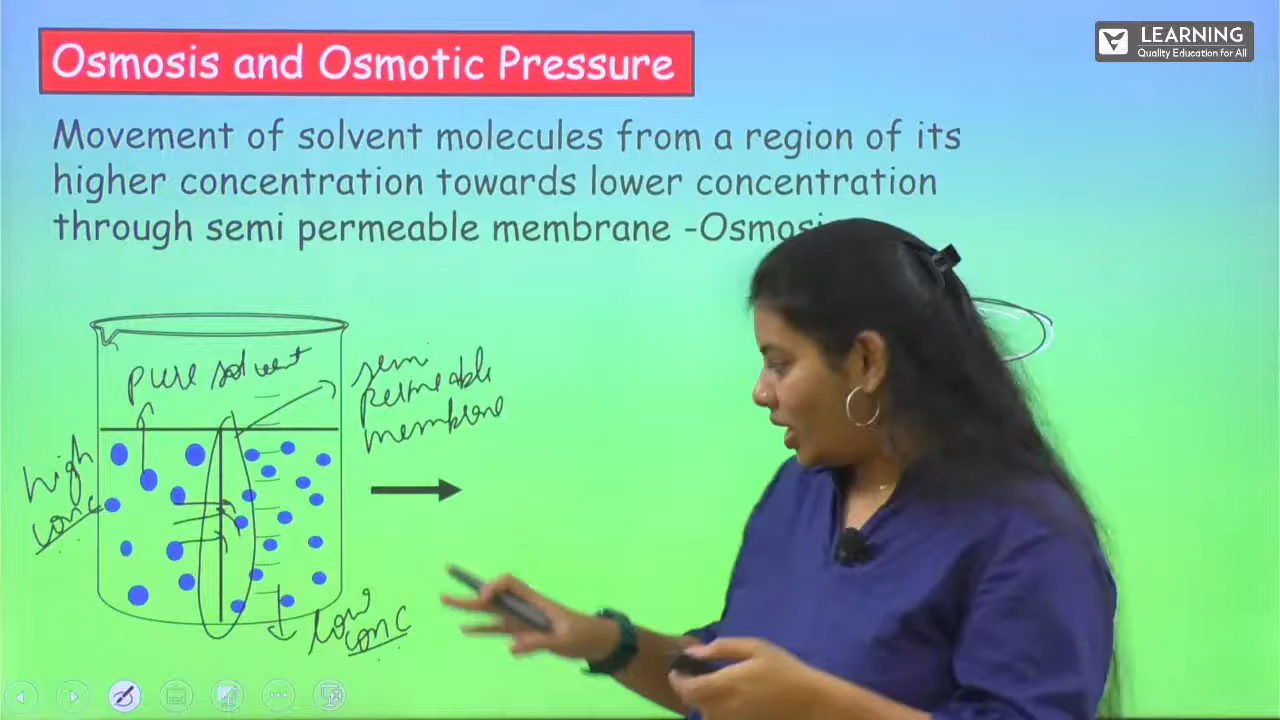 LEARNING
Quality Education for All
Osmosis and Osmotic Pressure
Movement of solvent molecules from a region of its
higher concentration towards lower concentration
through semi permeable membrane -Osmosi
pure solvent
semi
permeable
membrane
high
conc
low
conc